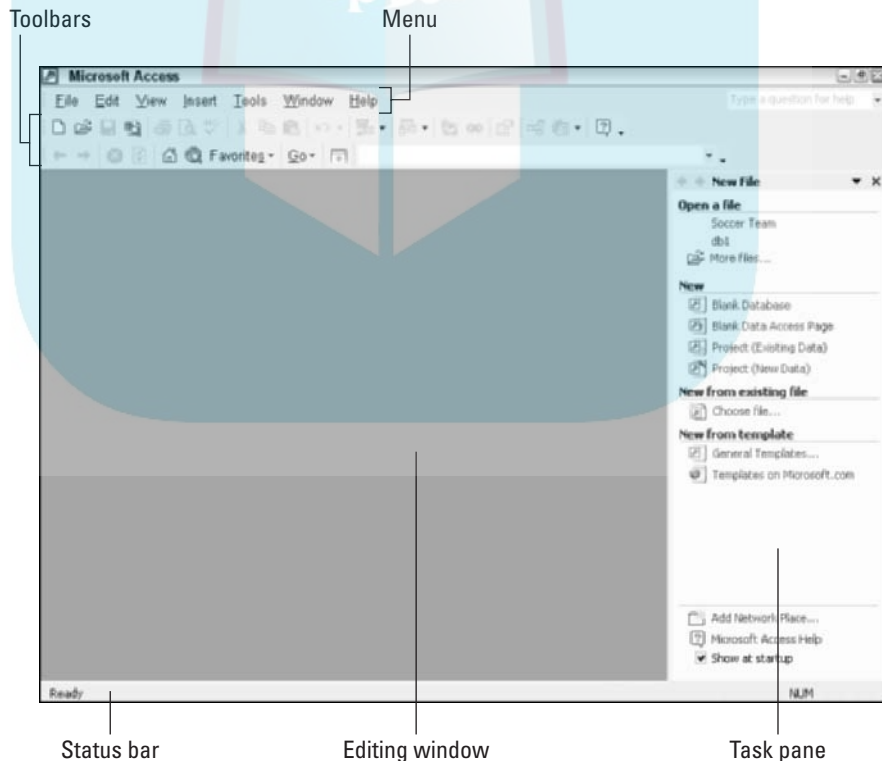 Toolbars Menu
Microsoft Access
File Edit View Insert Tools Window Help Type a question for help
Favorites Go
New File
Open a file
Soccer Team
db1
More files...
New
Blank Database
Blank Data Access Page
Project (Existing Data)
Project (New Data)
New from existing file
Choose file...
New from template
General Templates...
Templates on Microsoft.com
Add Network Place...
Microsoft Access Help
Show at startup
Ready NUM
Status bar Editing window Task pane